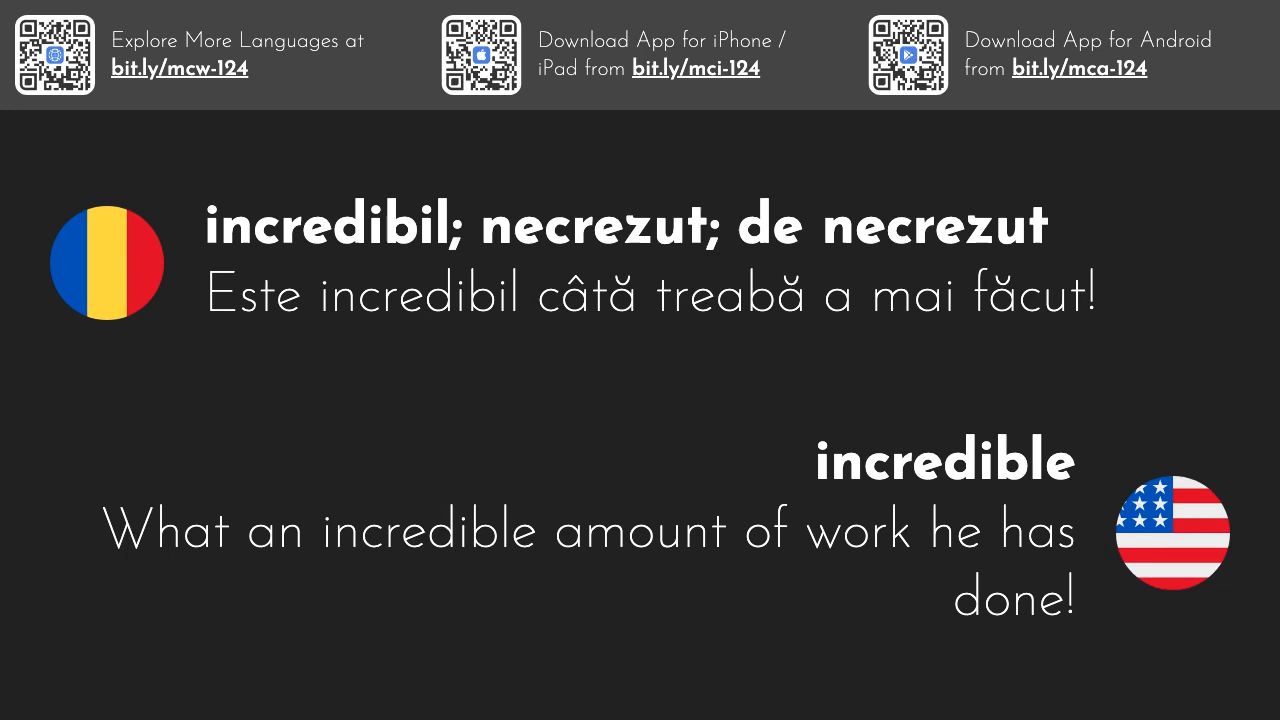 Explore More Languages at
bit.ly/mcw-124
Download App for iPhone /
iPad from bit.ly/mci-124
Download App for Android
from bit.ly/mca-124
incredibil; necrezut; de necrezut
Este incredibil câtă treabă a mai făcut!
incredible
What an incredible amount of work he has
done!